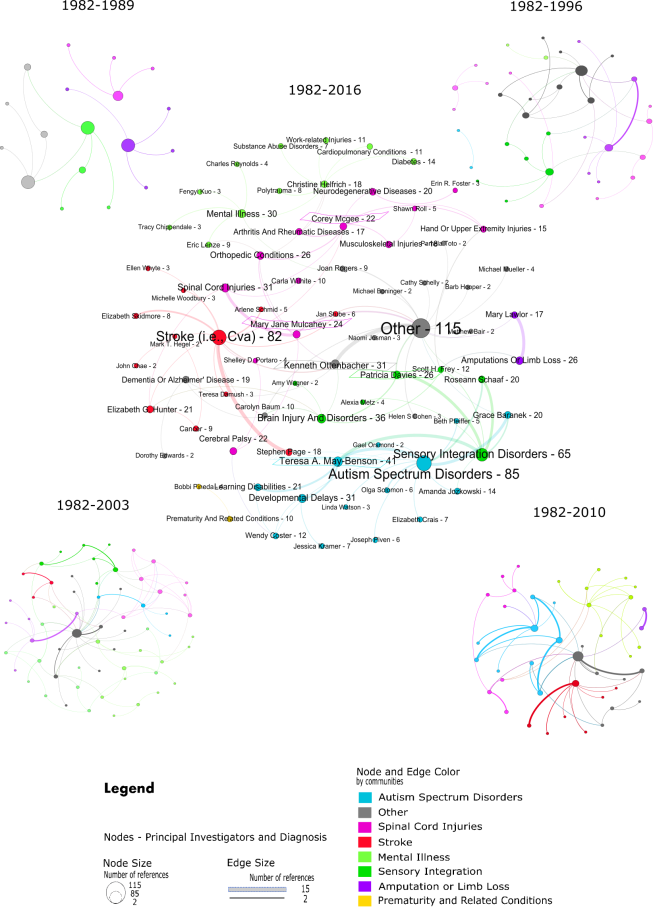 1982-1989
1982-1996
1982-2016
Work-related Injuries - 11
Substance Abuse Disorders - 7
Cardiopulmonary Conditions - 11
Charles Reynolds - 4
Diabetes - 14
Christine Helfrich - 18
Erin R. Foster - 3
Fengyi Kuo - 3
Polytrauma - 8
Neurodegenerative Diseases - 20
Shawn Roll - 5
Mental Illness - 30
Corey Mcgee - 22
Tracy Chippendale - 3
Arthritis And Rheumatic Diseases - 17
Hand Or Upper Extremity Injuries - 15
Eric Lenze - 9
Musculoskeletal Injuries - 18
Toto - 2
Orthopedic Conditions - 26
Ellen Whyte - 3
Joan Rogers - 9
Michael Mueller - 4
Carla White - 10
Cathy Shelly - 2
Spinal Cord Injuries - 31
Michael Boninger - 2
Barb Hooper - 2
Michelle Woodbury - 3
Arlene Schmid - 5
Elizabeth Skidmore - 8
Jan Stube - 6
Mary Lawlor - 17
Mary Jane Mulcahey - 24
Other - 115
Stroke (i.e., Cva) - 82
Bair - 2
Mark T. Hegel - 2
Naomi Josman - 3
Shelley D. Portaro - 4
Amputations Of Limb Loss - 26
John Chae - 2
Kenneth Ottenbacher - 31
Scott H. Frey - 12
Patricia Davies - 26
Roseann Schaaf - 20
Dementia Or Alzheimer' Disease - 19
Amy Wagner - 2
Teresa Damush - 3
Alexia Metz - 4
Elizabeth G. Hunter - 21
Carolyn Baum - 10
Brain Injury And Disorders - 36
Helen S Cohen - 3
Grace Baranek - 20
Beth Pfeiffer - 5
Cancer - 9
Cerebral Palsy - 22
Gael Orsmond - 2
Dorothy Edwards - 2
Stephen Page - 18
Sensory Integration Disorders - 65
Teresa A. May-Benson - 41
Autism Spectrum Disorders - 85
Bobbi Pineda - 4
Learning Disabilities - 21
Olga Solomon - 6
Amanda Jozkowski - 14
Developmental Delays - 31
Linda Watson - 3
Prematurity And Related Conditions - 10
Elizabeth Crais - 7
Wendy Coster - 12
Joseph Piven - 6
Jessica Kramer - 7
1982-2003
1982-2010
Legend
Nodes - Principal Investigators and Diagnosis
Node Size
Number of references
115
85
2
Edge Size
Number of references
15
2
Node and Edge Color
by communities
Autism Spectrum Disorders
Other
Spinal Cord Injuries
Stroke
Mental Illness
Sensory Integration
Amputation or Limb Loss
Prematurity and Related Conditions